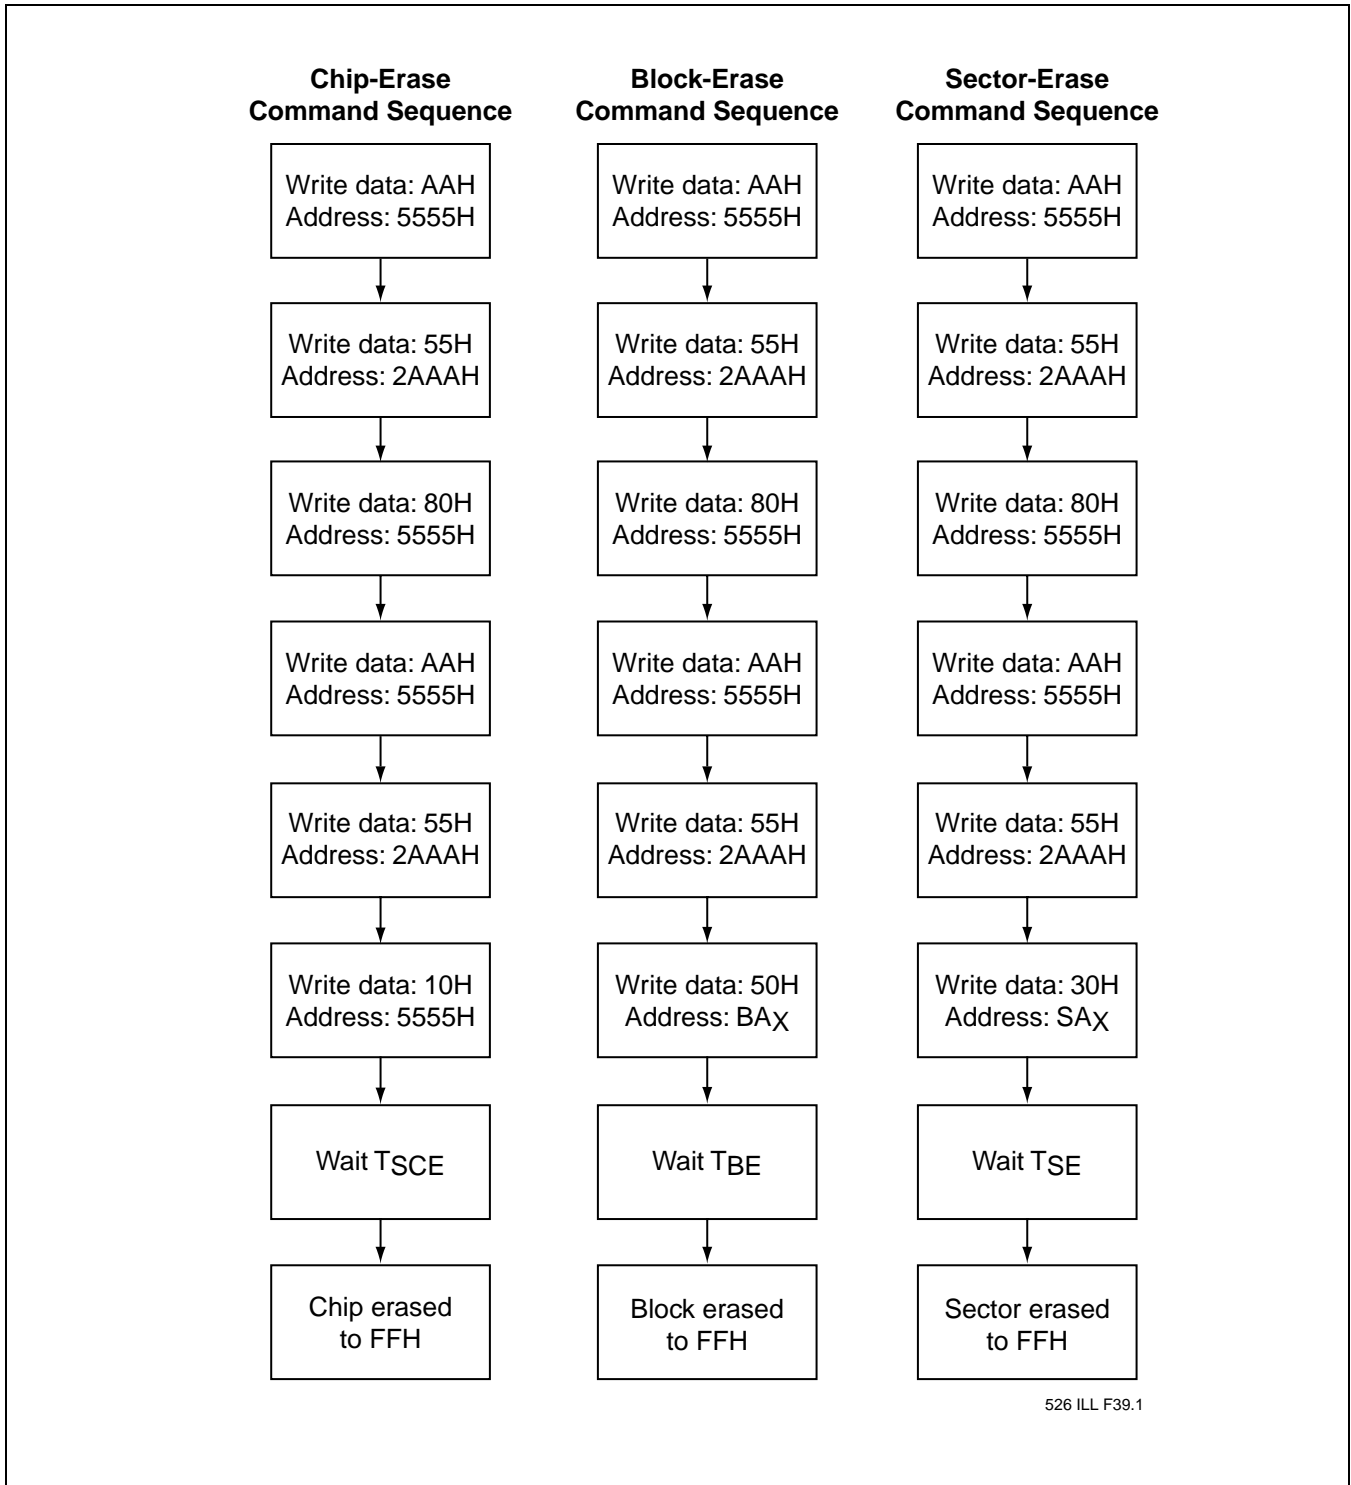 Chip-Erase
Command Sequence
Write data: AAH
Address: 5555H
Write data: 55H
Address: 2AAAH
Write data: 80H
Address: 5555H
Write data: AAH
Address: 5555H
Write data: 55H
Address: 2AAAH
Write data: 10H
Address: 5555H
Wait TSCE
Chip erased
to FFH
Block-Erase
Command Sequence
Write data: AAH
Address: 5555H
Write data: 55H
Address: 2AAAH
Write data: 80H
Address: 5555H
Write data: AAH
Address: 5555H
Write data: 55H
Address: 2AAAH
Write data: 50H
Address: BAX
Wait TBE
Block erased
to FFH
Sector-Erase
Command Sequence
Write data: AAH
Address: 5555H
Write data: 55H
Address: 2AAAH
Write data: 80H
Address: 5555H
Write data: AAH
Address: 5555H
Write data: 55H
Address: 2AAAH
Write data: 30H
Address: SAX
Wait TSE
Sector erased
to FFH
526 ILL F39.1